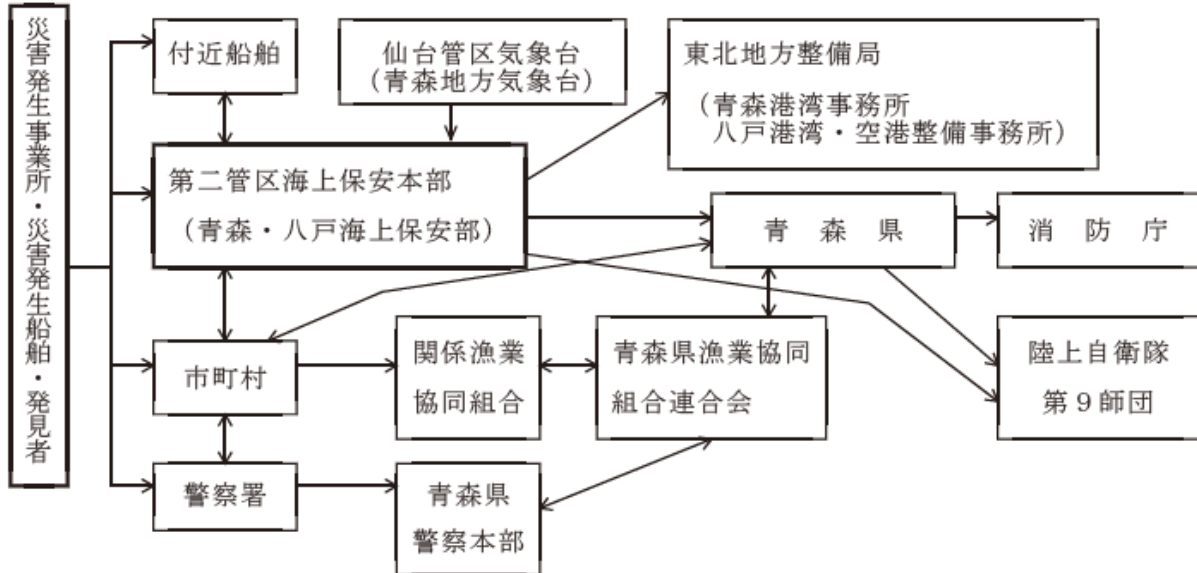 災害発生事業所・災害発生船舶・発見者
付近船舶
仙台管区気象台
（青森地方気象台）
東北地方整備局
（青森港湾事務所
八戸港湾・空港整備事務所）
第二管区海上保安本部
（青森・八戸海上保安部）
青森県
消防庁
市町村
関係漁業
協同組合
青森県漁業協同
組合連合会
陸上自衛隊
第９師団
警察署
青森県
警察本部